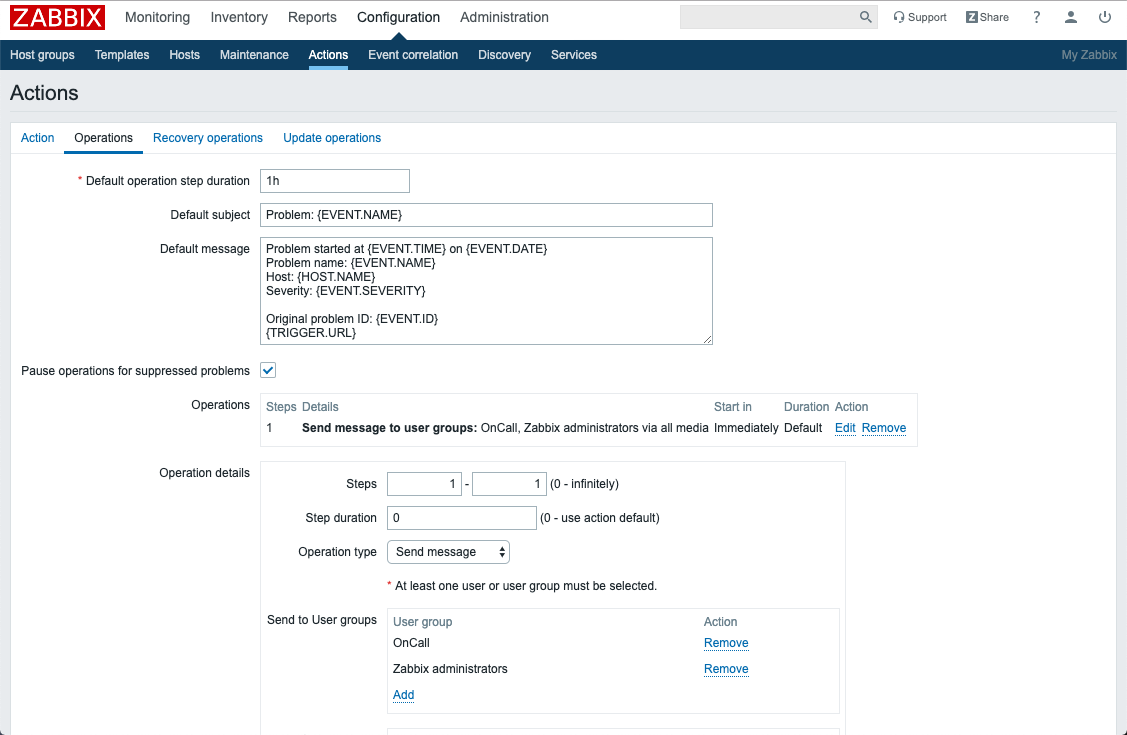 ZABBIX Monitoring Inventory Reports Configuration Administration Support Z Share ?
Host groups Templates Hosts Maintenance Actions Event correlation Discovery Services My Zabbix
Actions
Action Operations Recovery operations Update operations
* Default operation step duration 1h
Default subject Problem: {EVENT.NAME}
Default message Problem started at {EVENT.TIME} on {EVENT.DATE}
Problem name: {EVENT.NAME}
Host: {HOST.NAME}
Severity: {EVENT.SEVERITY}
Original problem ID: {EVENT.ID}
{TRIGGER.URL}
Pause operations for suppressed problems
Operations Steps Details Start in Duration Action
1 Send message to user groups: OnCall, Zabbix administrators via all media Immediately Default Edit Remove
Operation details
Steps 1 - 1 (0 - infinitely)
Step duration 0 (0 - use action default)
Operation type Send message
* At least one user or user group must be selected.
Send to User groups User group Action
OnCall Remove
Zabbix administrators Remove
Add